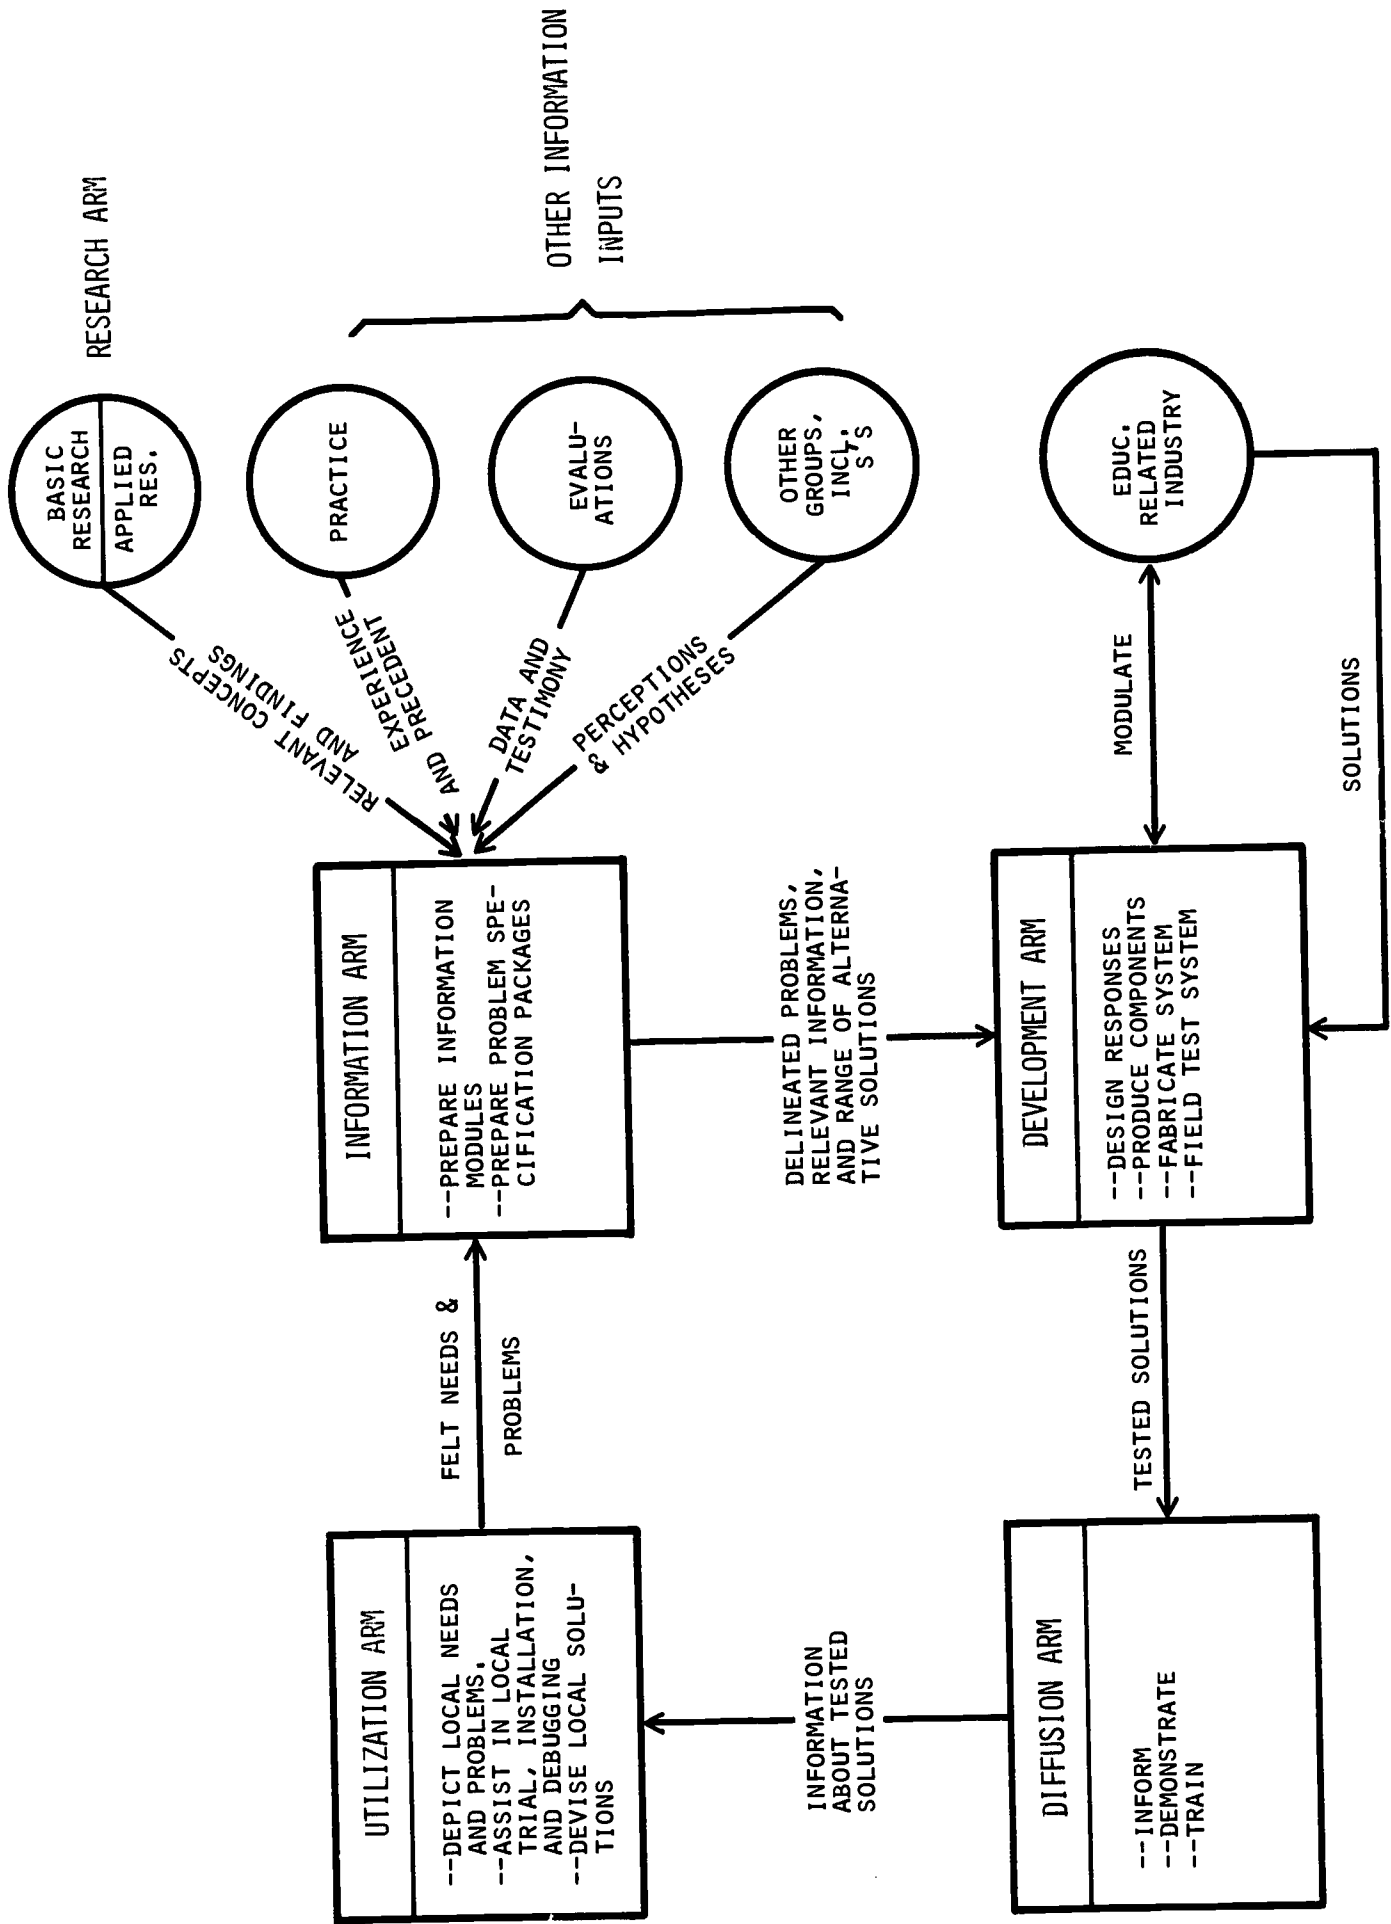 RESEARCH ARM
BASIC
RESEARCH
APPLIED
RES.
PRACTICE
EVALU-
ATIONS
OTHER
GROUPS,
INCL.
S'S
OTHER INFORMATION
INPUTS
RELEVANT CONCEPTS
AND FINDINGS
EXPERIENCE
AND PRECEDENT
DATA AND
TESTIMONY
PERCEPTIONS
& HYPOTHESES
UTILIZATION ARM
--DEPICT LOCAL NEEDS
AND PROBLEMS.
--ASSIST IN LOCAL
TRIAL, INSTALLATION,
AND DEBUGGING
--DEVISE LOCAL SOLU-
TIONS
FELT NEEDS &
PROBLEMS
INFORMATION ARM
--PREPARE INFORMATION
MODULES
--PREPARE PROBLEM SPE-
CIFICATION PACKAGES
INFORMATION
ABOUT TESTED
SOLUTIONS
DELINEATED PROBLEMS,
RELEVANT INFORMATION,
AND RANGE OF ALTERNA-
TIVE SOLUTIONS
DIFFUSION ARM
--INFORM
--DEMONSTRATE
--TRAIN
TESTED SOLUTIONS
DEVELOPMENT ARM
--DESIGN RESPONSES
--PRODUCE COMPONENTS
--FABRICATE SYSTEM
--FIELD TEST SYSTEM
MODULATE
EDUC.
RELATED
INDUSTRY
SOLUTIONS